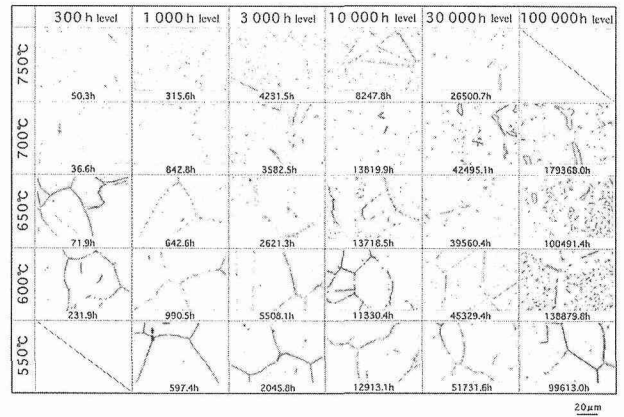 300 h level 1 000 h level 3 000 h level 10 000 h level 30 000 h level 100 000h level
750℃
50.3h 315.6h 4231.5h 8247.8h 26500.7h
700℃
36.6h 842.8h 3582.5h 13819.9h 42495.1h 179368.0h
650℃
71.9h 642.6h 2621.3h 13718.5h 39560.4h 100491.4h
600℃
231.9h 990.5h 5508.1h 11330.4h 45329.4h 138879.8h
550℃
597.4h 2045.8h 12913.1h 51731.6h 99613.0h
20μm